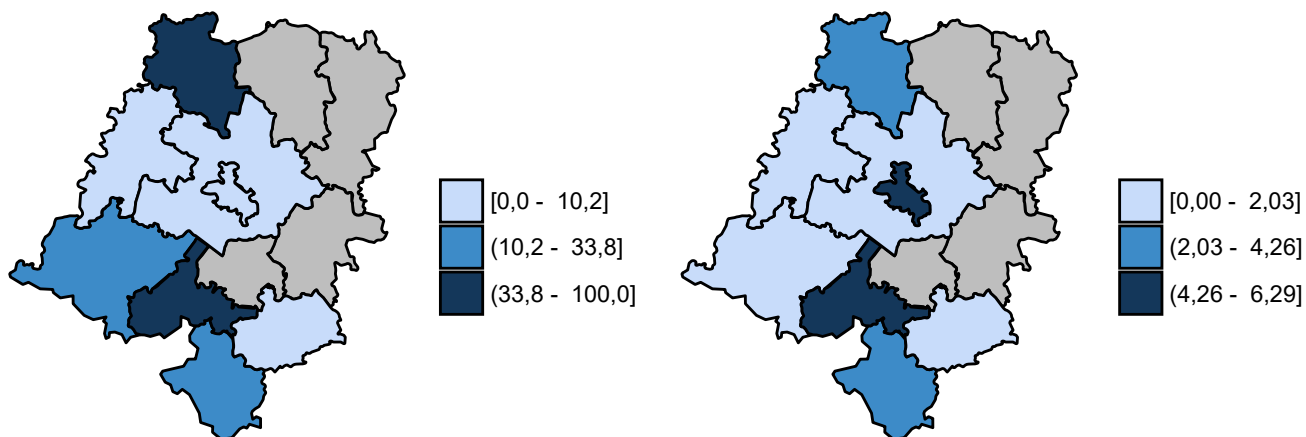 [0,0 - 10,2]
(10,2 - 33,8]
(33,8 - 100,0]
[0,00 - 2,03]
(2,03 - 4,26]
(4,26 - 6,29]